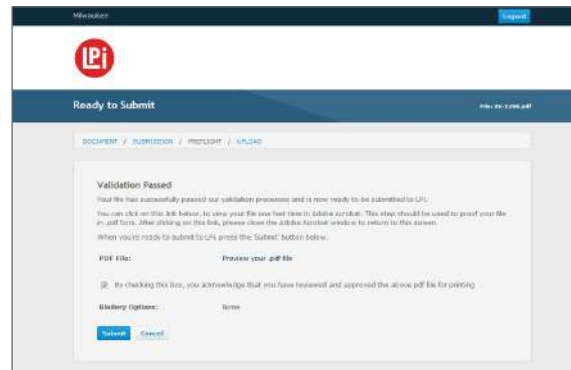 Milwaukee
Logout
LPi
Ready to Submit
DOCUMENT / SUBMISSION / PREFLIGHT / UPLOAD
Validation Passed
Your file has successfully passed our validation processes and is now ready to be submitted to LPi.
You can click on this link below, to view your file one last time in Adobe Acrobat. This step should be used to proof your file
in .pdf form. After clicking on this link, please close the Adobe Acrobat window to return to this screen.
When you're ready to submit to LPi, press the 'Submit' button below.
PDF File: Preview your .pdf file
By checking this box, you acknowledge that you have reviewed and approved the above pdf file for printing
Bindery Options: None
Submit Cancel